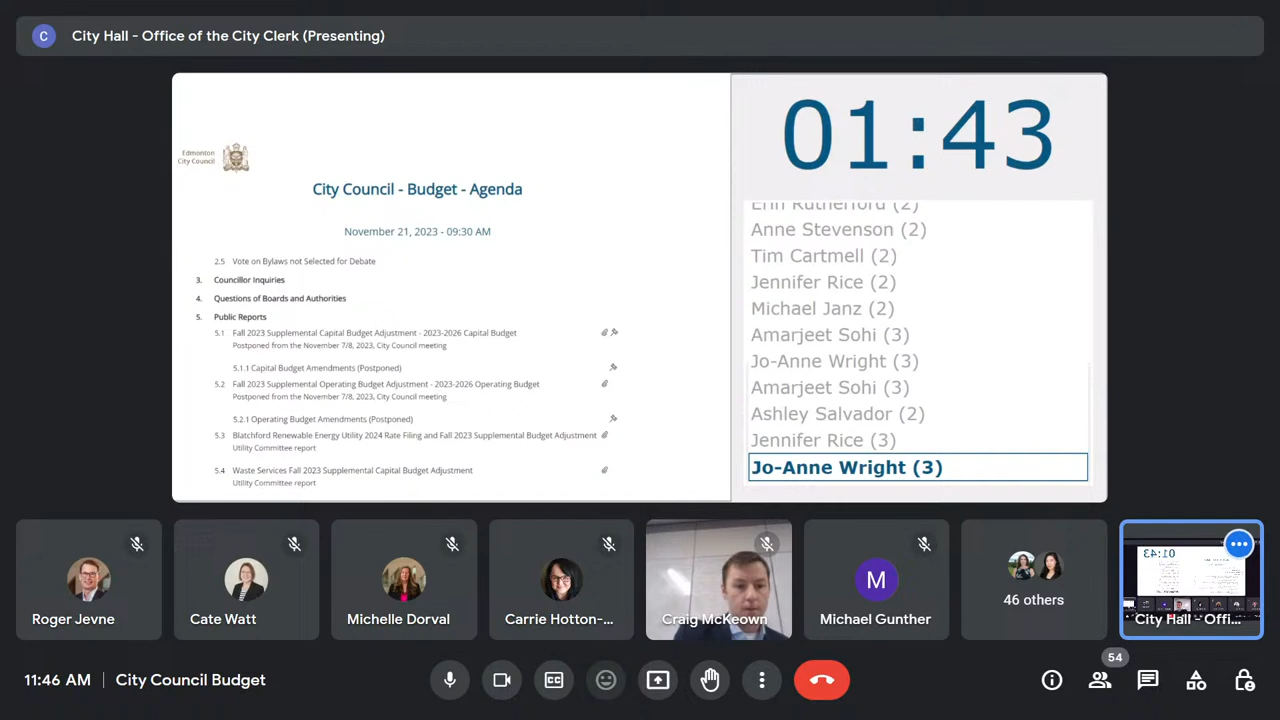 C City Hall - Office of the City Clerk (Presenting)
Edmonton
City Council
City Council - Budget - Agenda
November 21, 2023 - 09:30 AM
2.5 Vote on Bylaws not Selected for Debate
3. Councillor Inquiries
4. Questions of Boards and Authorities
5. Public Reports
5.1 Fall 2023 Supplemental Capital Budget Adjustment - 2023-2026 Capital Budget
Postponed from the November 7/8, 2023, City Council meeting
5.1.1 Capital Budget Amendments (Postponed)
5.2 Fall 2023 Supplemental Operating Budget Adjustment - 2023-2026 Operating Budget
Postponed from the November 7/8, 2023, City Council meeting
5.2.1 Operating Budget Amendments (Postponed)
5.3 Blatchford Renewable Energy Utility 2024 Rate Filing and Fall 2023 Supplemental Budget Adjustment
Utility Committee report
5.4 Waste Services Fall 2023 Supplemental Capital Budget Adjustment
Utility Committee report
01:43
Erin Rutherford (2)
Anne Stevenson (2)
Tim Cartmell (2)
Jennifer Rice (2)
Michael Janz (2)
Amarjeet Sohi (3)
Jo-Anne Wright (3)
Amarjeet Sohi (3)
Ashley Salvador (2)
Jennifer Rice (3)
Jo-Anne Wright (3)
Roger Jevne
Cate Watt
Michelle Dorval
Carrie Hotton-...
Craig McKeown
M
Michael Gunther
46 others
01:43
City Hall - Offi...
11:46 AM | City Council Budget
54